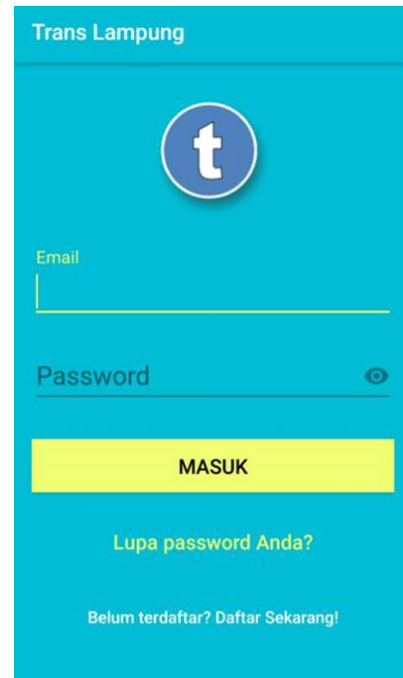 Trans Lampung
t
Email
Password
MASUK
Lupa password Anda?
Belum terdaftar? Daftar Sekarang!